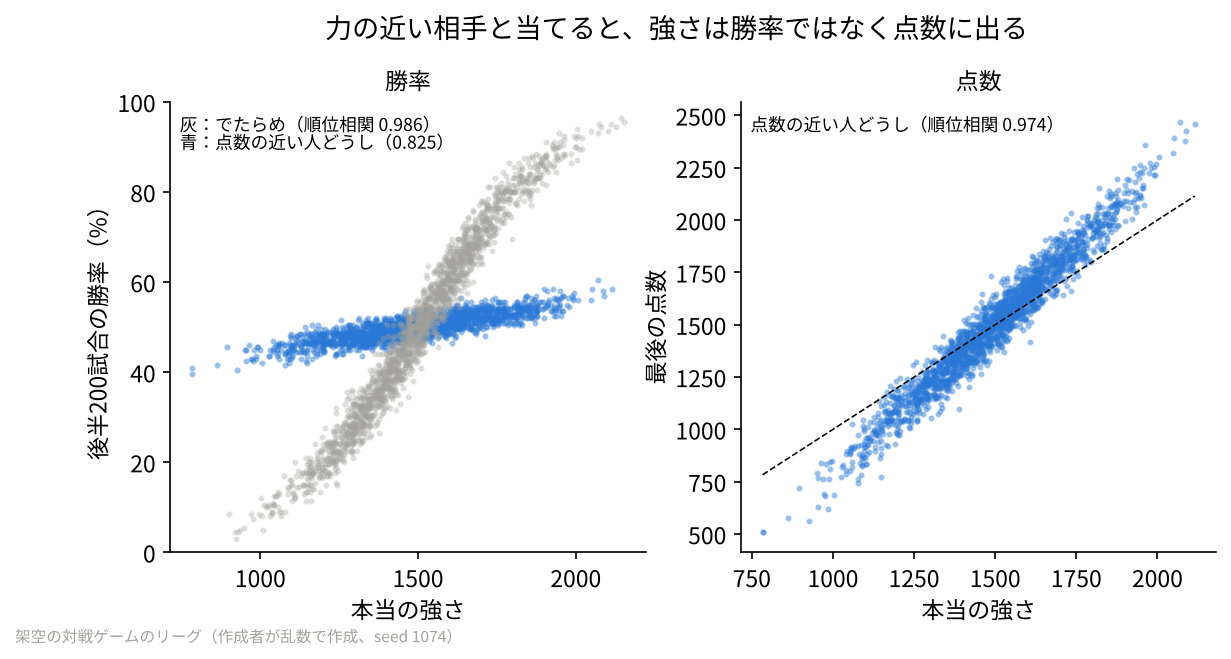 力の近い相手と当てると、強さは勝率ではなく点数に出る
勝率
後半200試合の勝率（%）
100
80
60
40
20
0
灰：でたらめ（順位相関 0.986）
青：点数の近い人どうし（0.825）
1000
1500
2000
本当の強さ
点数
最後の点数
2500
2250
2000
1750
1500
1250
1000
750
500
点数の近い人どうし（順位相関 0.974）
750
1000
1250
1500
1750
2000
本当の強さ
架空の対戦ゲームのリーグ（作成者が乱数で作成、seed 1074）